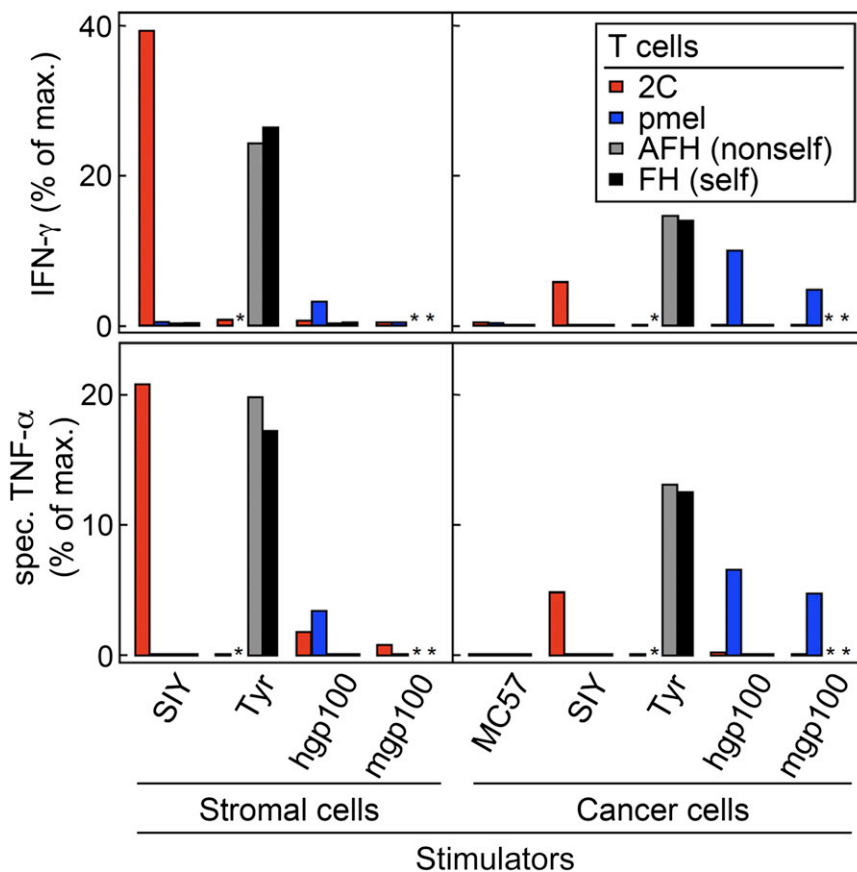 40
20
0
IFN-γ (% of max.)
T cells
2C
pmel
AFH (nonself)
FH (self)
*
* *
*
* *
20
10
0
spec. TNF-α
(% of max.)
*
* *
*
* *
SIY
Tyr
hgp100
mgp100
MC57
SIY
Tyr
hgp100
mgp100
Stromal cells
Cancer cells
Stimulators